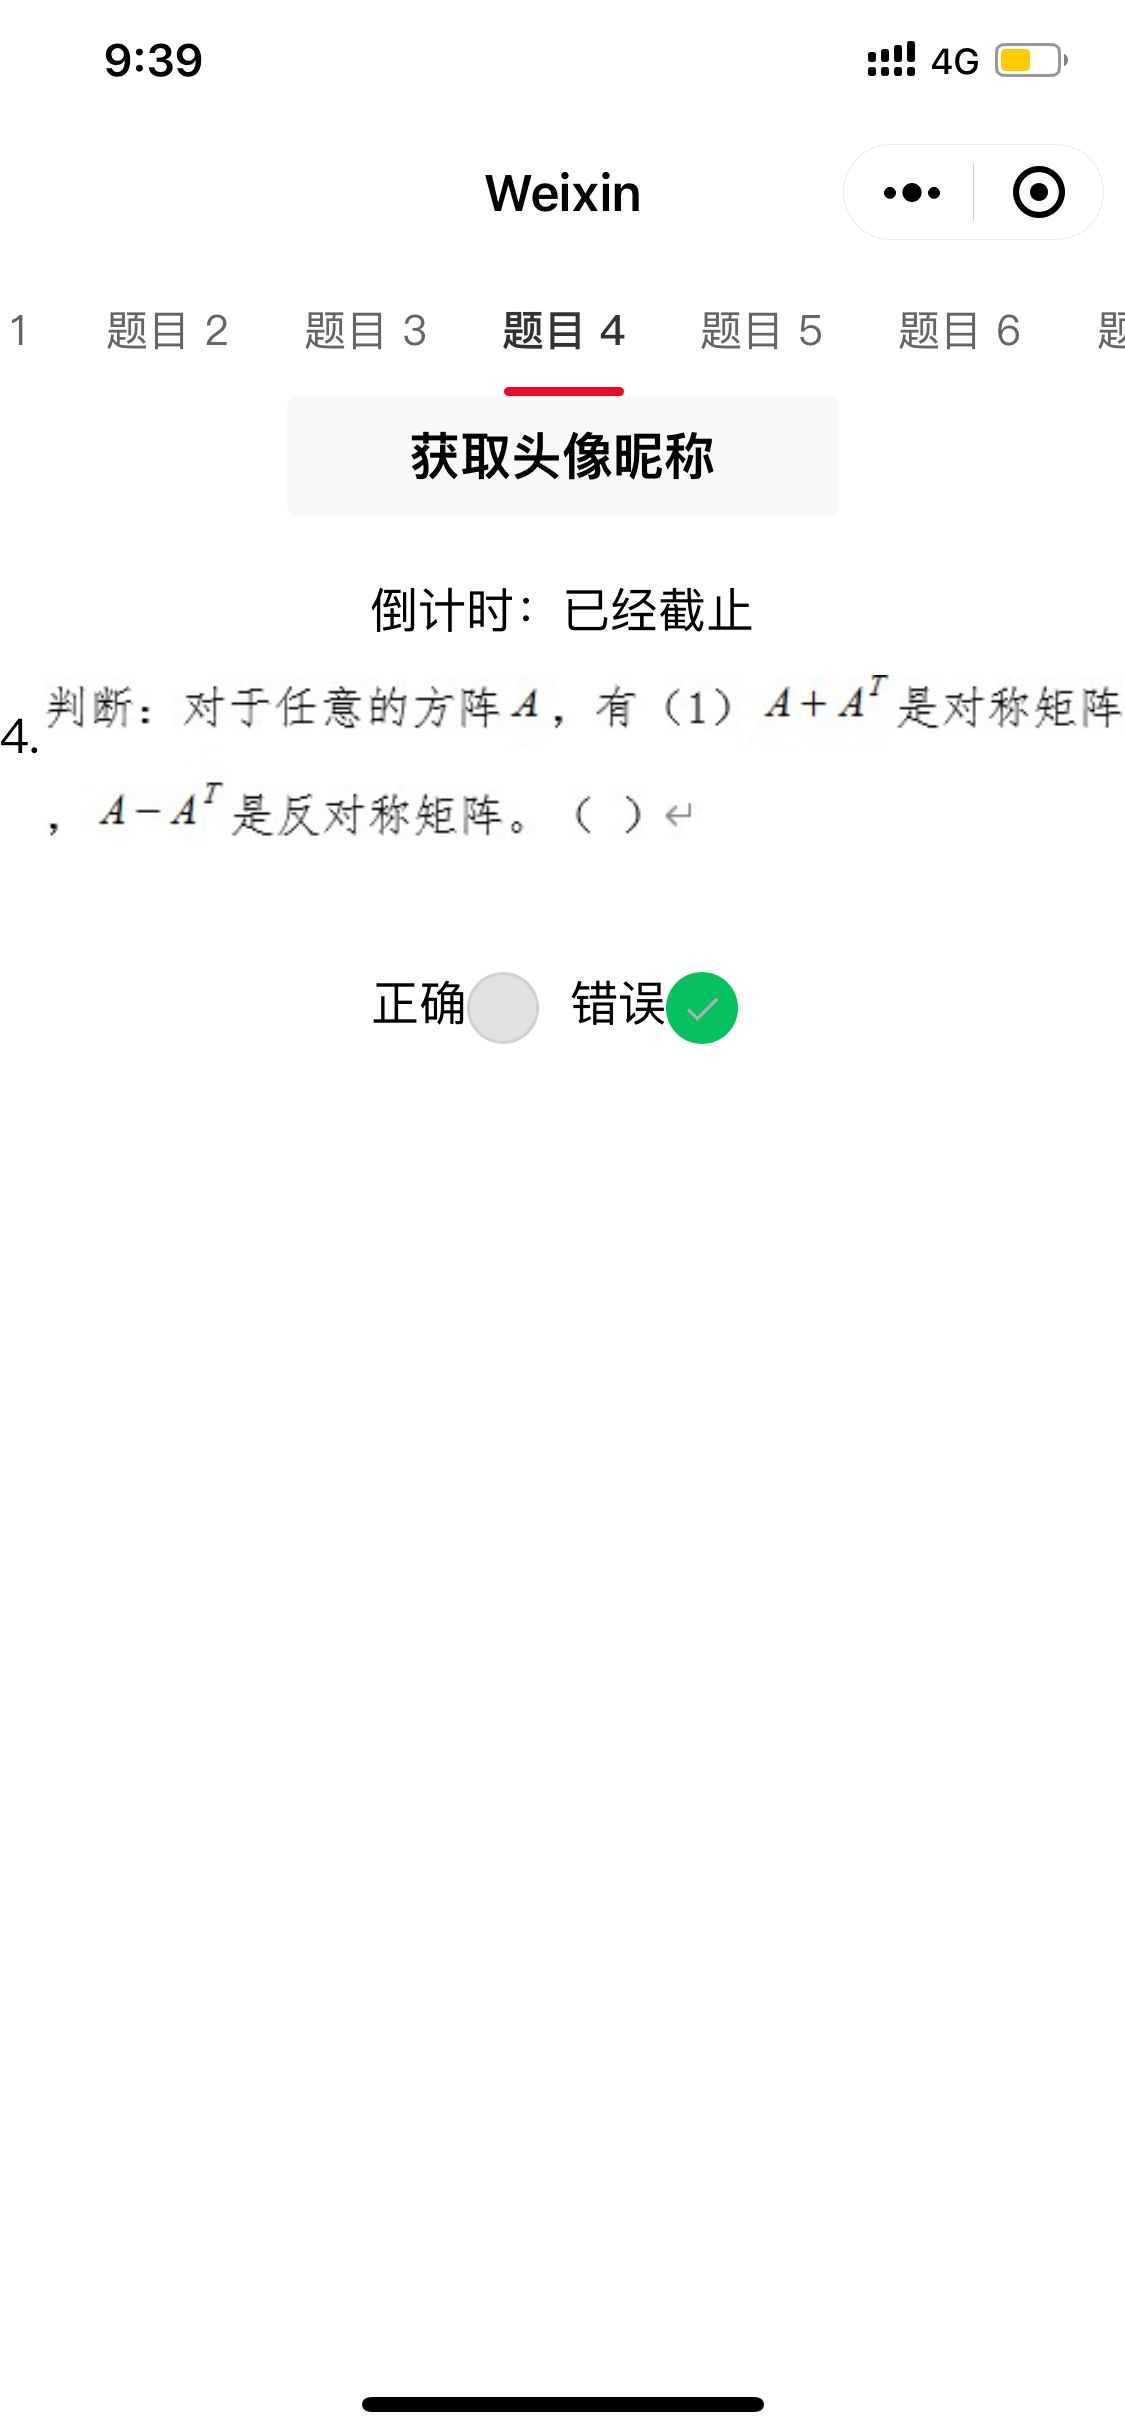 9:39
4G
Weixin
1 题目 2 题目 3 题目 4 题目 5 题目 6 题
获取头像昵称
倒计时：已经截止
4. 判断：对于任意的方阵 A，有（1） A + A^T 是对称矩阵
， A − A^T 是反对称矩阵。（ ）↵
正确 错误